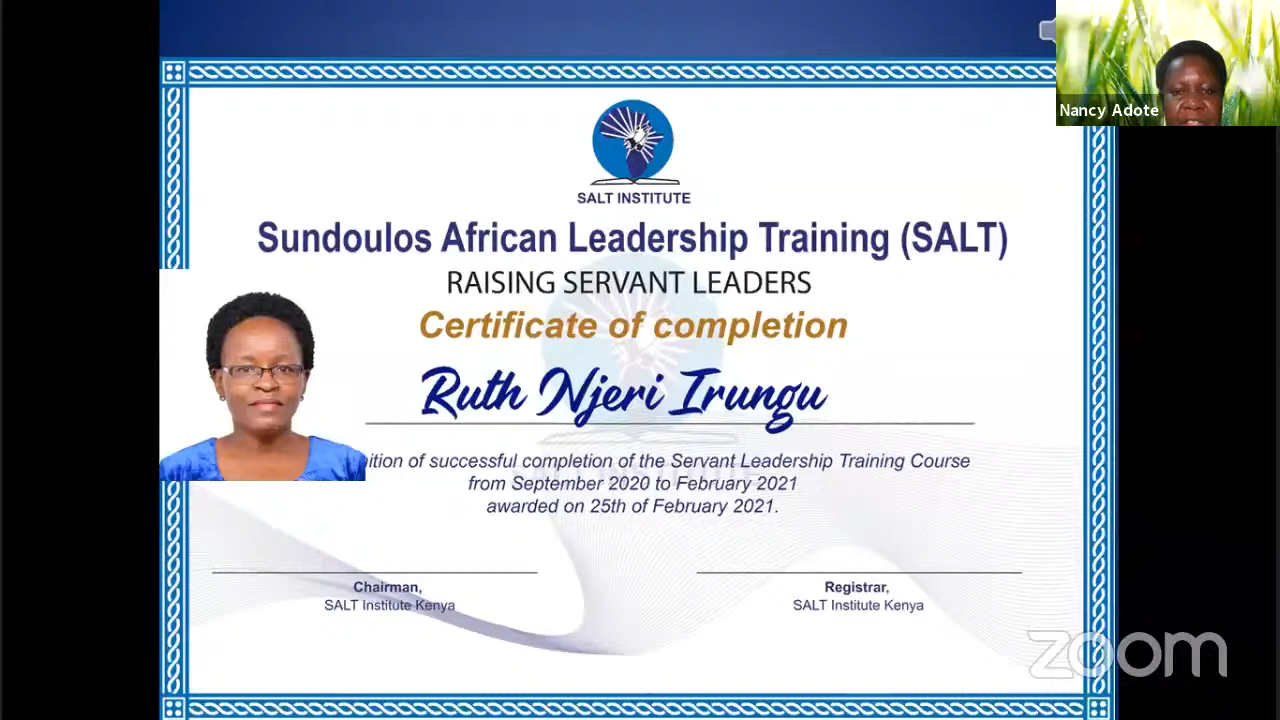 Nancy Adote
SALT INSTITUTE
Sundoulos African Leadership Training (SALT)
RAISING SERVANT LEADERS
Certificate of completion
Ruth Njeri Irungu
of successful completion of the Servant Leadership Training Course
from September 2020 to February 2021
awarded on 25th of February 2021.
Chairman,
SALT Institute Kenya
Registrar,
SALT Institute Kenya
zoom